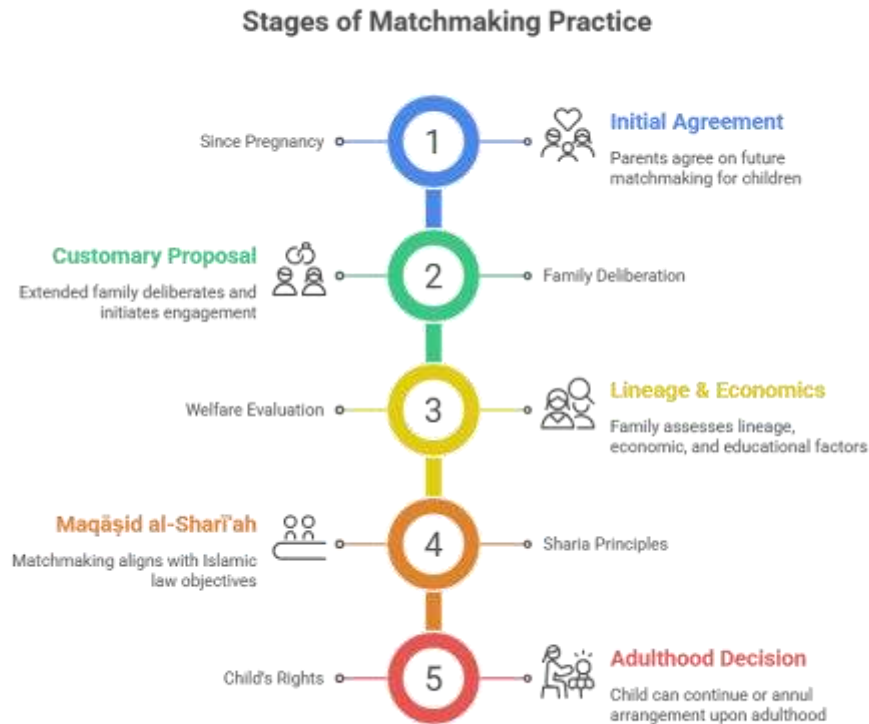 Stages of Matchmaking Practice
Since Pregnancy
1
Initial Agreement
Parents agree on future
matchmaking for children
Customary Proposal
Extended family deliberates and
initiates engagement
2
Family Deliberation
Welfare Evaluation
3
Lineage & Economics
Family assesses lineage,
economic, and educational factors
Maqāṣid al-Sharī'ah
Matchmaking aligns with Islamic
law objectives
4
Sharia Principles
Child's Rights
5
Adulthood Decision
Child can continue or annul
arrangement upon adulthood